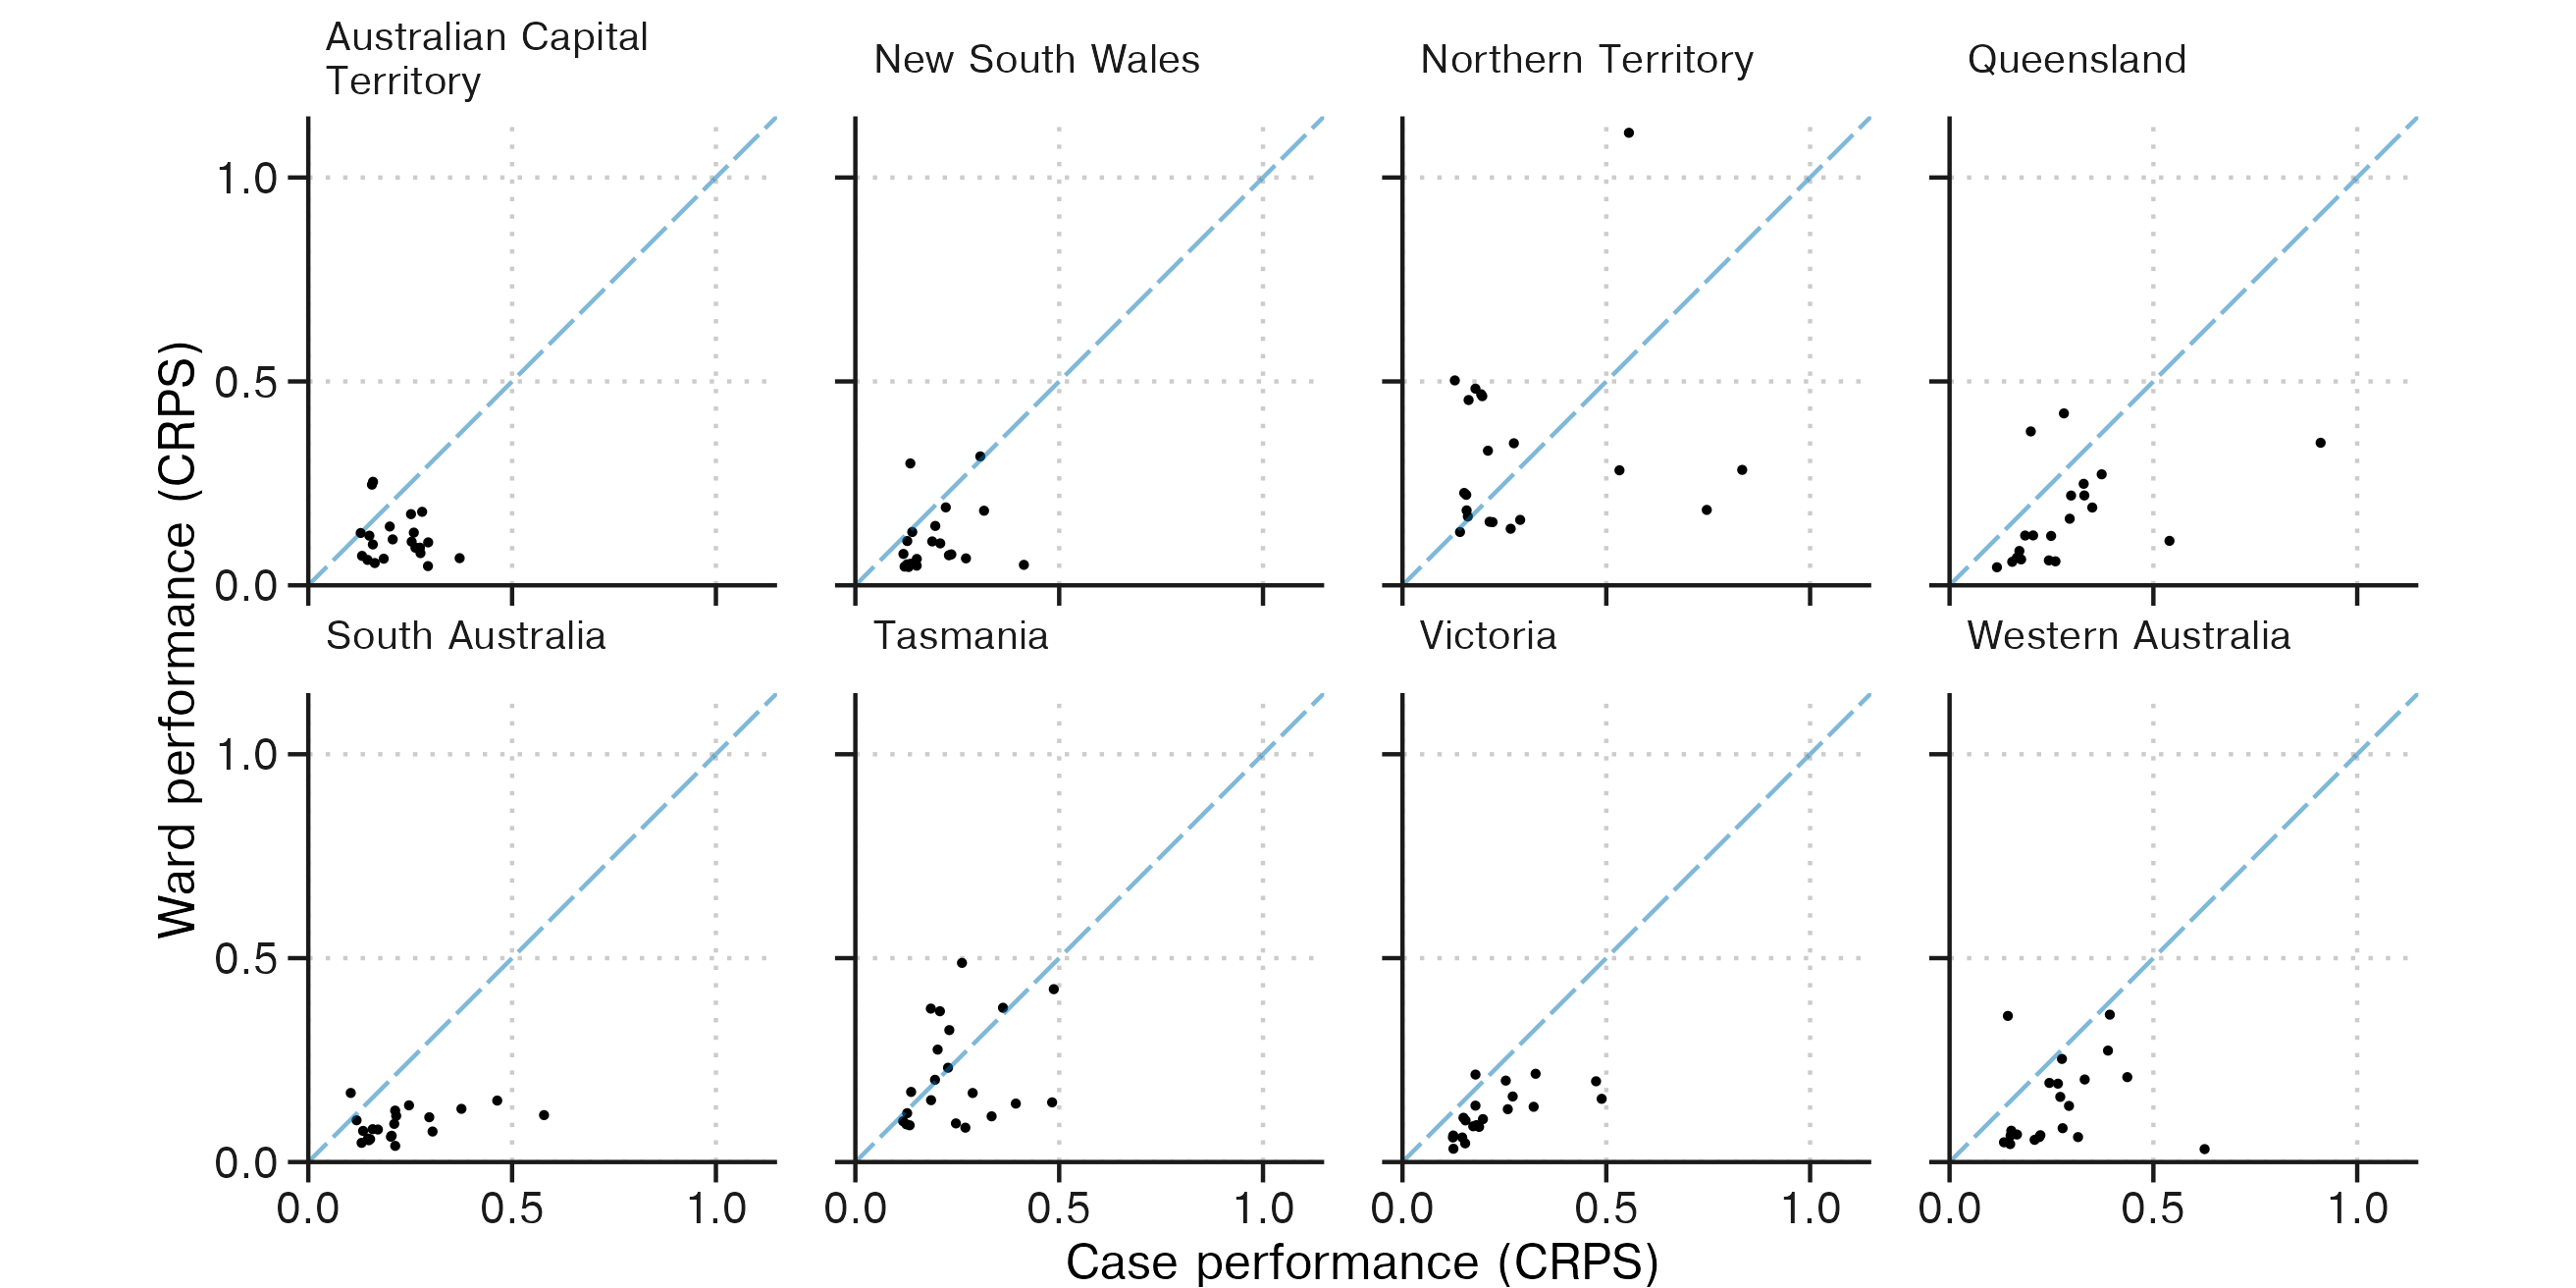 Australian Capital
Territory
New South Wales
Northern Territory
Queensland
1.0
0.5
0.0
Ward performance (CRPS)
South Australia
Tasmania
Victoria
Western Australia
1.0
0.5
0.0
0.0 0.5 1.0
0.0 0.5 1.0
0.0 0.5 1.0
0.0 0.5 1.0
Case performance (CRPS)